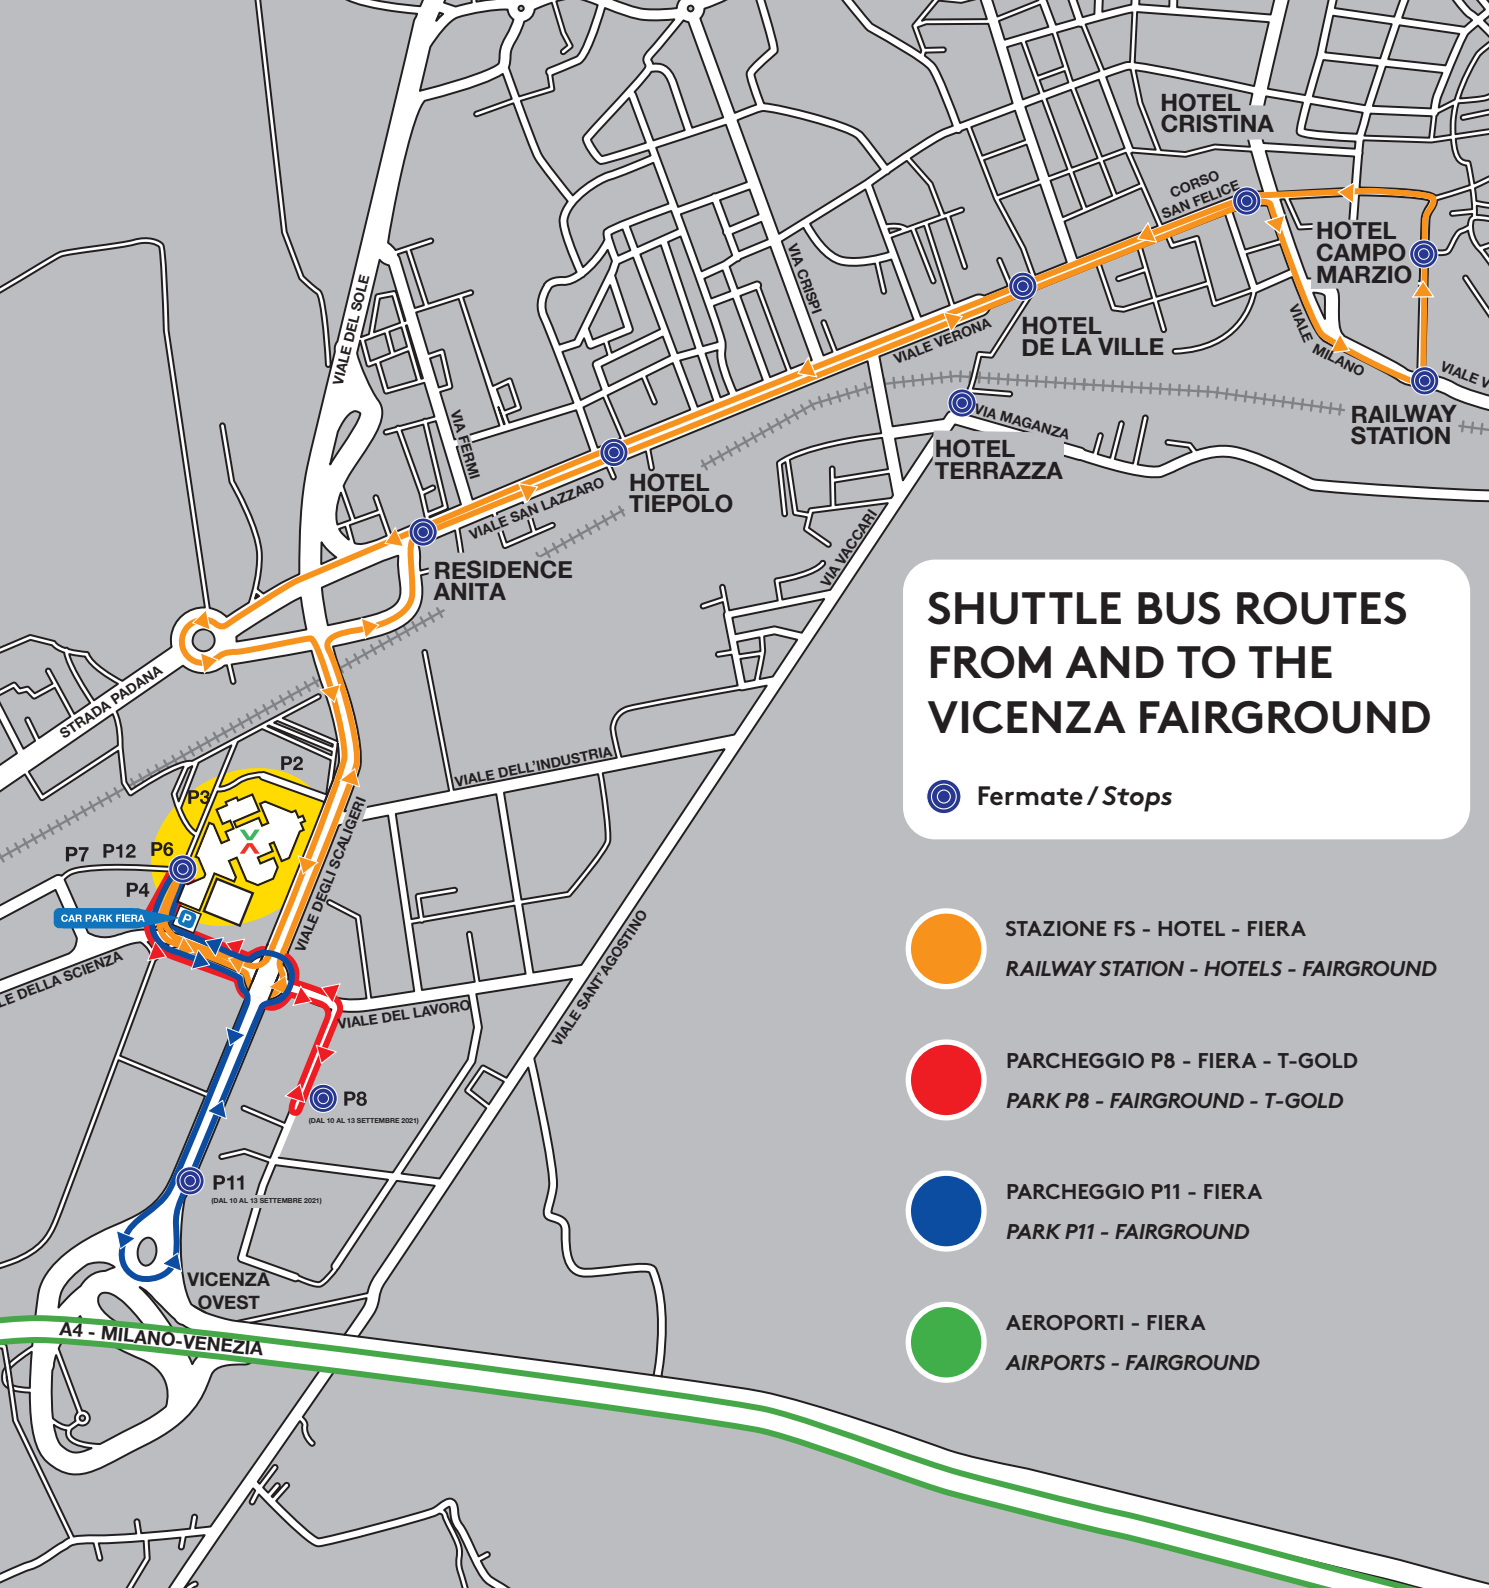 HOTEL
CRISTINA
CORSO
SAN FELICE
HOTEL
CAMPO
MARZIO
VIA CRISPI
VIALE DEL SOLE
VIALE VERONA
HOTEL
DE LA VILLE
VIALE MILANO
VIALE V
RAILWAY
STATION
VIA MAGANZA
HOTEL
TERRAZZA
VIA FERMI
HOTEL
TIEPOLO
VIALE SAN LAZZARO
RESIDENCE
ANITA
VIA VACCARI
STRADA PADANA
SHUTTLE BUS ROUTES
FROM AND TO THE
VICENZA FAIRGROUND
Fermate / Stops
P2
P3
VIALE DELL'INDUSTRIA
VIALE DEGLI SCALIGERI
P7
P12
P6
P4
CAR PARK FIERA
P
LE DELLA SCIENZA
VIALE DEL LAVORO
VIALE SANT'AGOSTINO
STAZIONE FS - HOTEL - FIERA
RAILWAY STATION - HOTELS - FAIRGROUND
PARCHEGGIO P8 - FIERA - T-GOLD
PARK P8 - FAIRGROUND - T-GOLD
P8
(DAL 10 AL 13 SETTEMBRE 2021)
P11
(DAL 10 AL 13 SETTEMBRE 2021)
PARCHEGGIO P11 - FIERA
PARK P11 - FAIRGROUND
VICENZA
OVEST
A4 - MILANO-VENEZIA
AEROPORTI - FIERA
AIRPORTS - FAIRGROUND